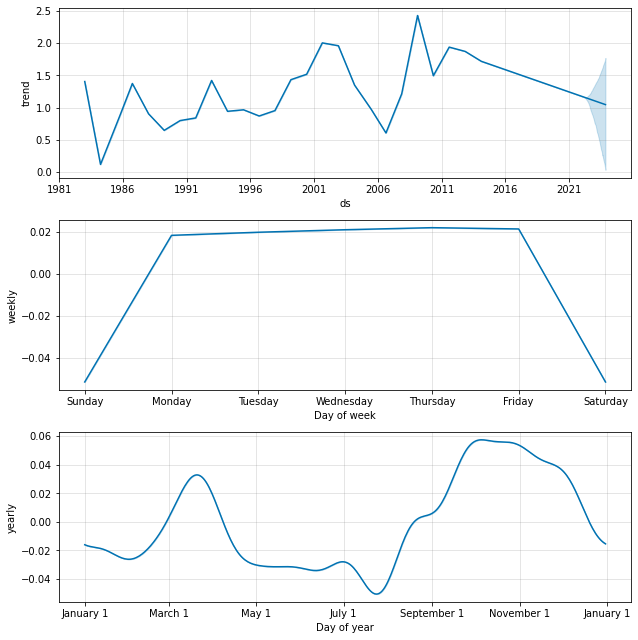 2.5
2.0
1.5
1.0
0.5
0.0
trend
1981 1986 1991 1996 2001 2006 2011 2016 2021
ds
0.02
0.00
−0.02
−0.04
weekly
Sunday Monday Tuesday Wednesday Thursday Friday Saturday
Day of week
0.06
0.04
0.02
0.00
−0.02
−0.04
yearly
January 1 March 1 May 1 July 1 September 1 November 1 January 1
Day of year